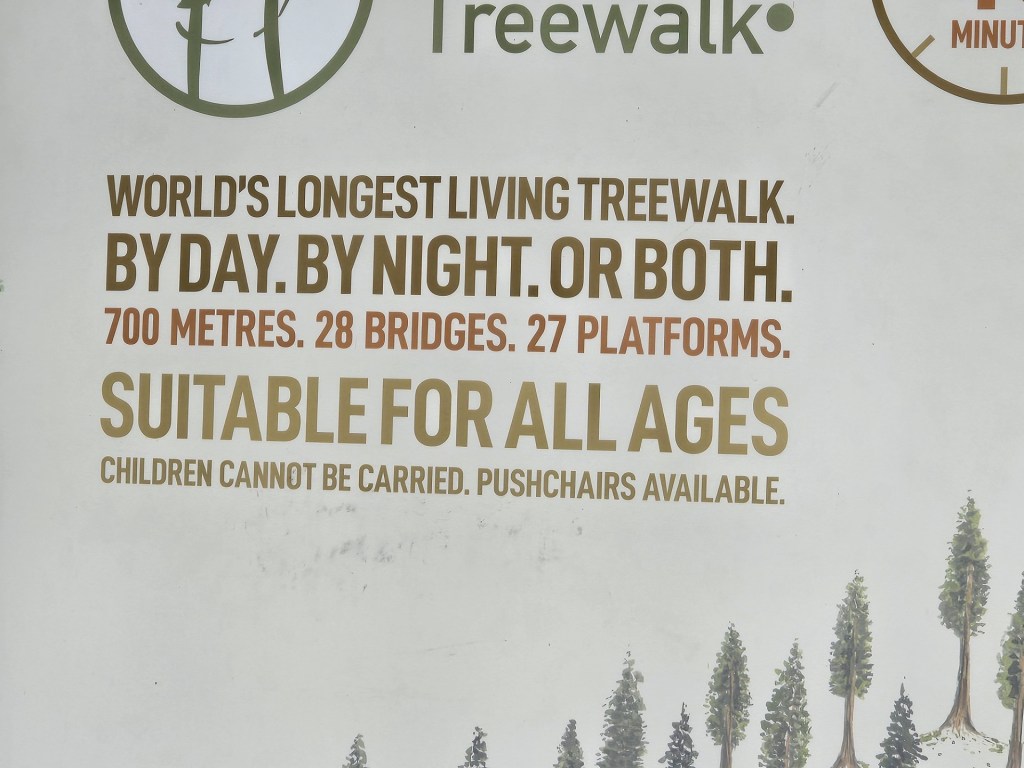 Treewalk
WORLD'S LONGEST LIVING TREEWALK.
BY DAY. BY NIGHT. OR BOTH.
700 METRES. 28 BRIDGES. 27 PLATFORMS.
SUITABLE FOR ALL AGES
CHILDREN CANNOT BE CARRIED. PUSHCHAIRS AVAILABLE.